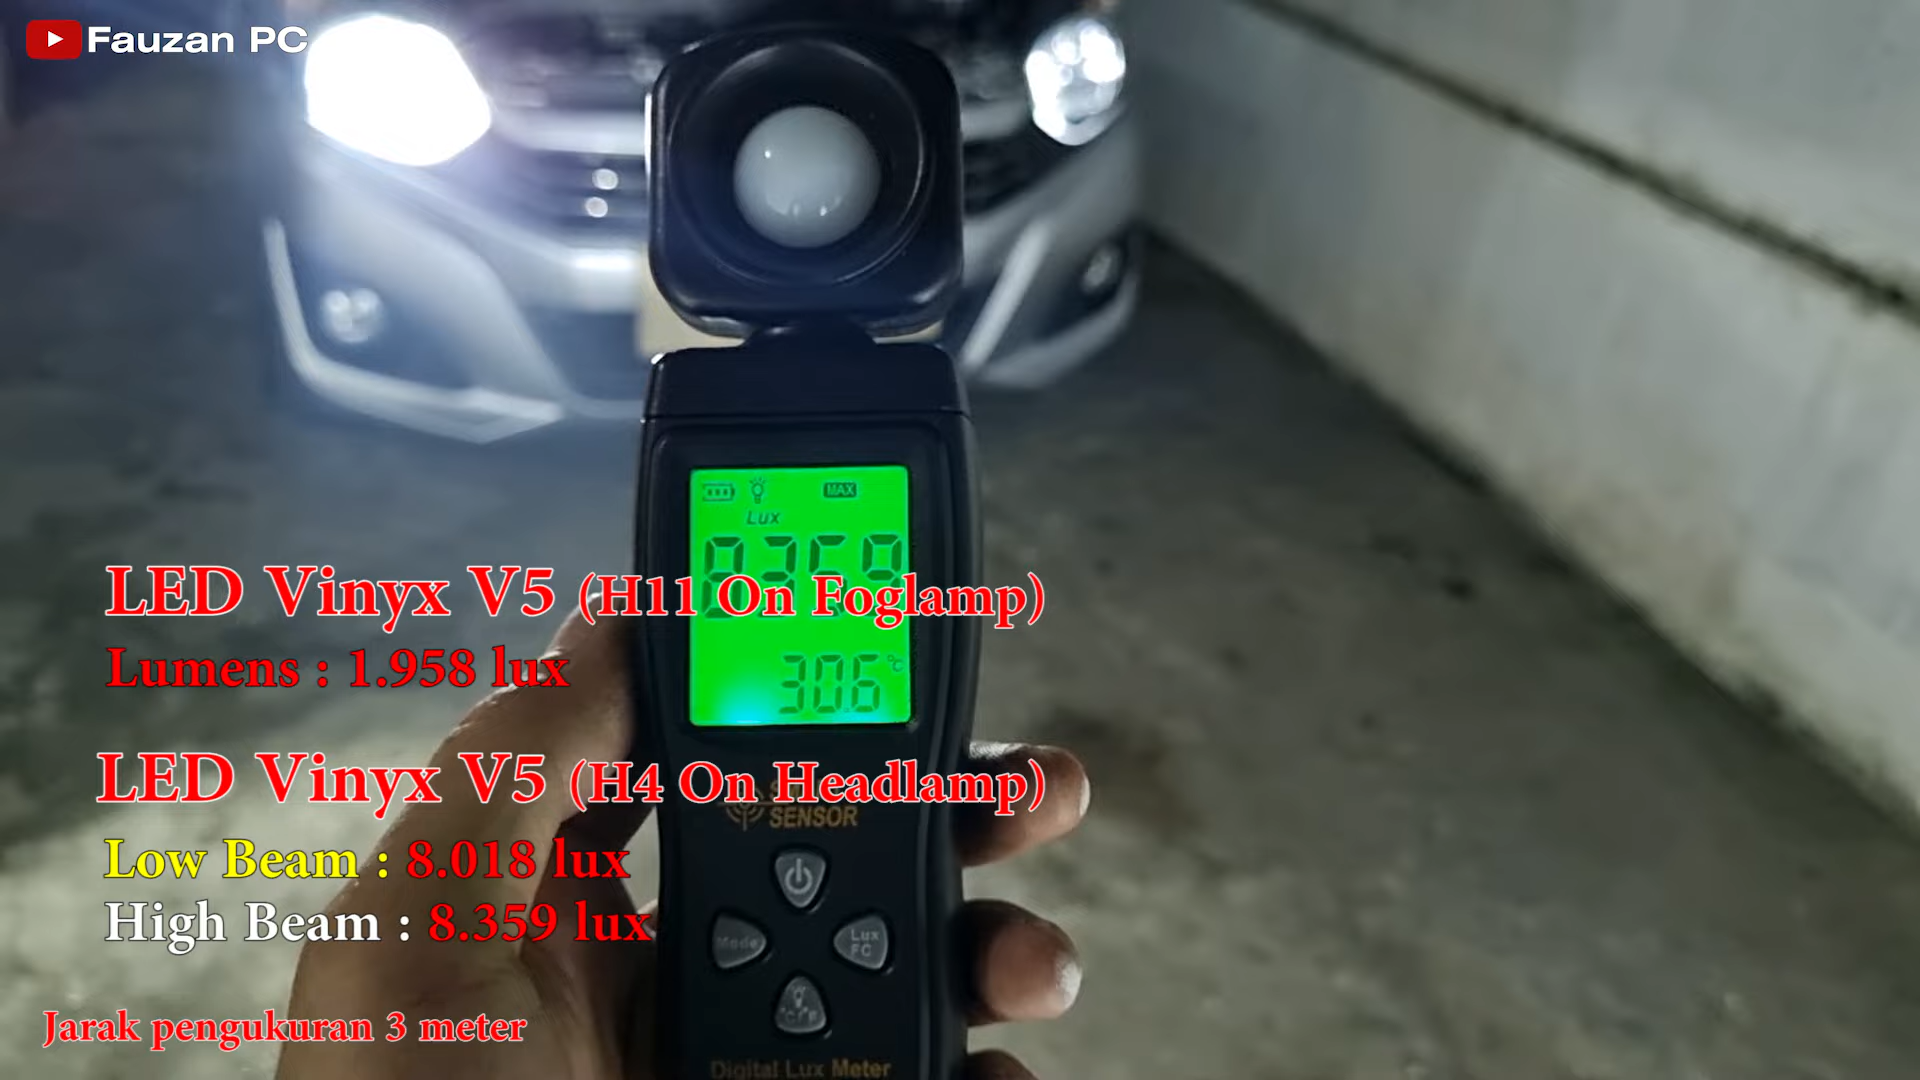 Fauzan PC
MAX
Lux
8359
LED Vinyx V5 (H11 On Foglamp)
Lumens : 1.958 lux
30.6 °C
LED Vinyx V5 (H4 On Headlamp)
SENSOR
Low Beam : 8.018 lux
High Beam : 8.359 lux
Mode
Lux
FC
Jarak pengukuran 3 meter
Digital Lux Meter